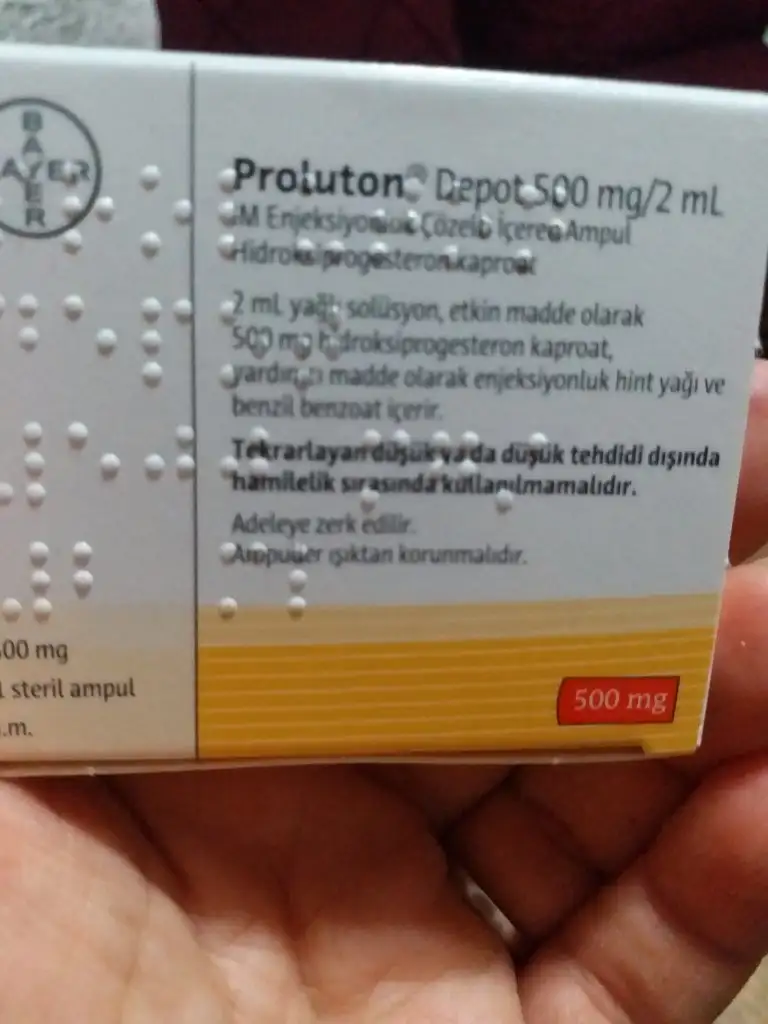 BAYER
BAYER
Proluton® Depot 500 mg/2 mL
IM Enjeksiyonluk Çözelti İçeren Ampul
Hidroksiprogesteron kaproat
2 mL yağlı solüsyon, etkin madde olarak
500 mg hidroksiprogesteron kaproat,
yardımcı madde olarak enjeksiyonluk hint yağı ve
benzil benzoat içerir.
Tekrarlayan düşük ya da düşük tehdidi dışında
hamilelik sırasında kullanılmamalıdır.
Adeleye zerk edilir.
Ampuller ışıktan korunmalıdır.
500 mg
00 mg
steril ampul
.m.